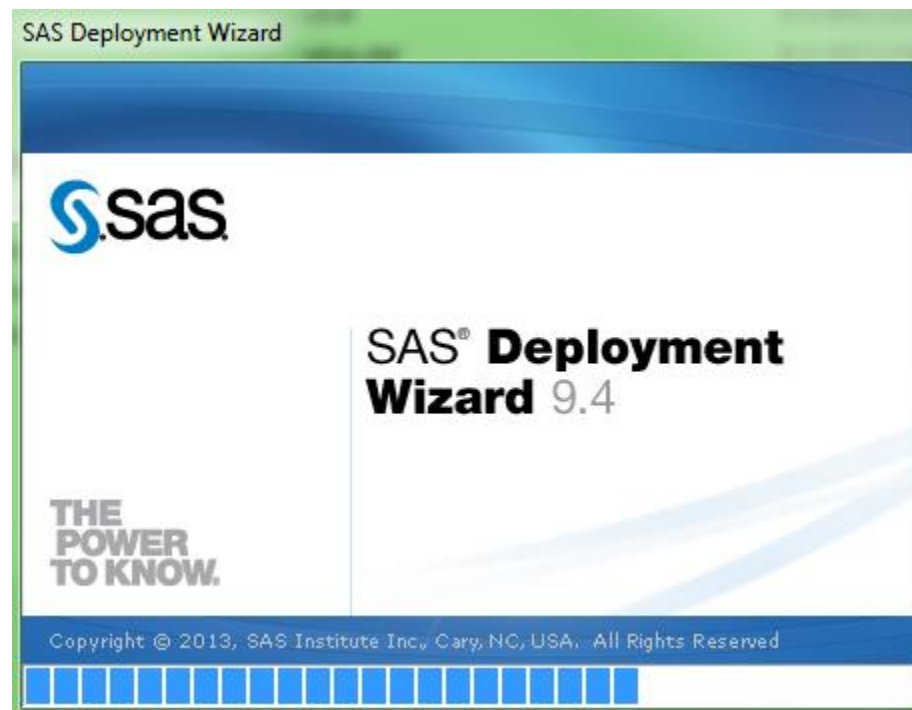 SAS Deployment Wizard
sas
SAS® Deployment
Wizard 9.4
THE
POWER
TO KNOW.
Copyright © 2013, SAS Institute Inc., Cary, NC, USA. All Rights Reserved